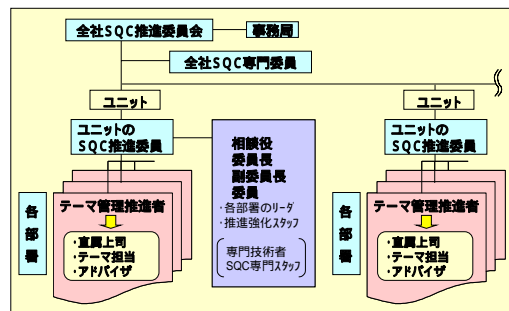 全社SQC推進委員会
事務局
全社SQC専門委員
ユニット
ユニットの
SQC推進委員
相談役
委員長
副委員長
委員
・各部署のリーダ
・推進強化スタッフ
専門技術者
SQC専門スタッフ
各部署
テーマ管理推進者
・直属上司
・テーマ担当
・アドバイザ
ユニット
ユニットの
SQC推進委員
各部署
テーマ管理推進者
・直属上司
・テーマ担当
・アドバイザ